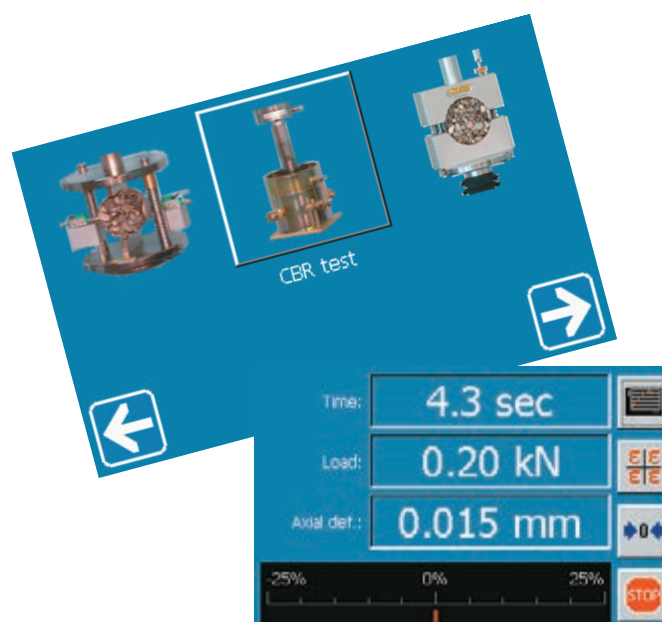 CBR test
Time: 4.3 sec
Load: 0.20 kN
ε ε
ε ε
Axial def.: 0.015 mm
0
-25% 0% 25%
STOP